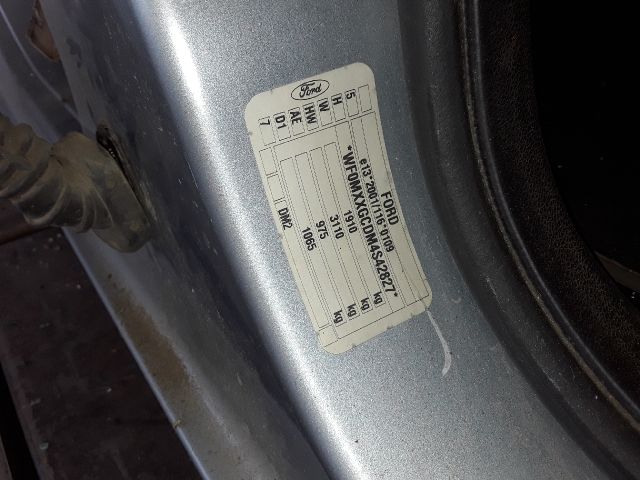 Ford
FORD
e13*2001/116*0109
*WF0MXXGCDM4S42827*
1910 kg
3110 kg
975 kg
1065 kg
5
H
W
HW
AE
D1
7
DM2